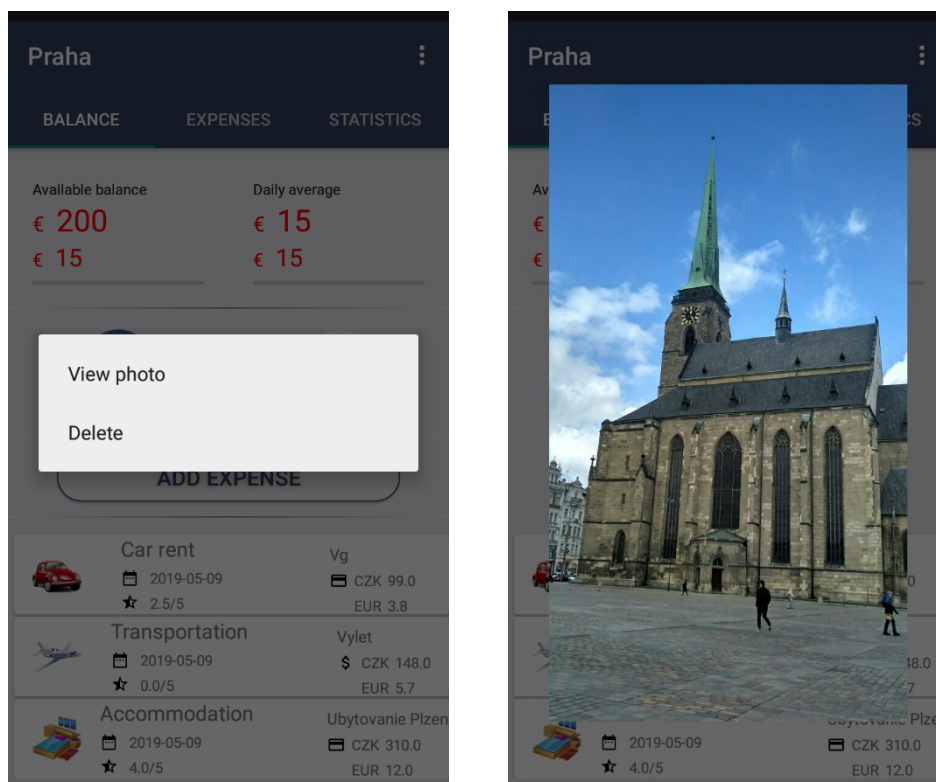 Praha
BALANCE EXPENSES STATISTICS
Available balance Daily average
€ 200 € 15
€ 15 € 15
View photo
Delete
ADD EXPENSE
Car rent Vg
2019-05-09 CZK 99.0
2.5/5 EUR 3.8
Transportation Vylet
2019-05-09 $ CZK 148.0
0.0/5 EUR 5.7
Accommodation Ubytovanie Plzen
2019-05-09 CZK 310.0
4.0/5 EUR 12.0
Praha
€
€
2019-05-09 CZK 310.0
4.0/5 EUR 12.0